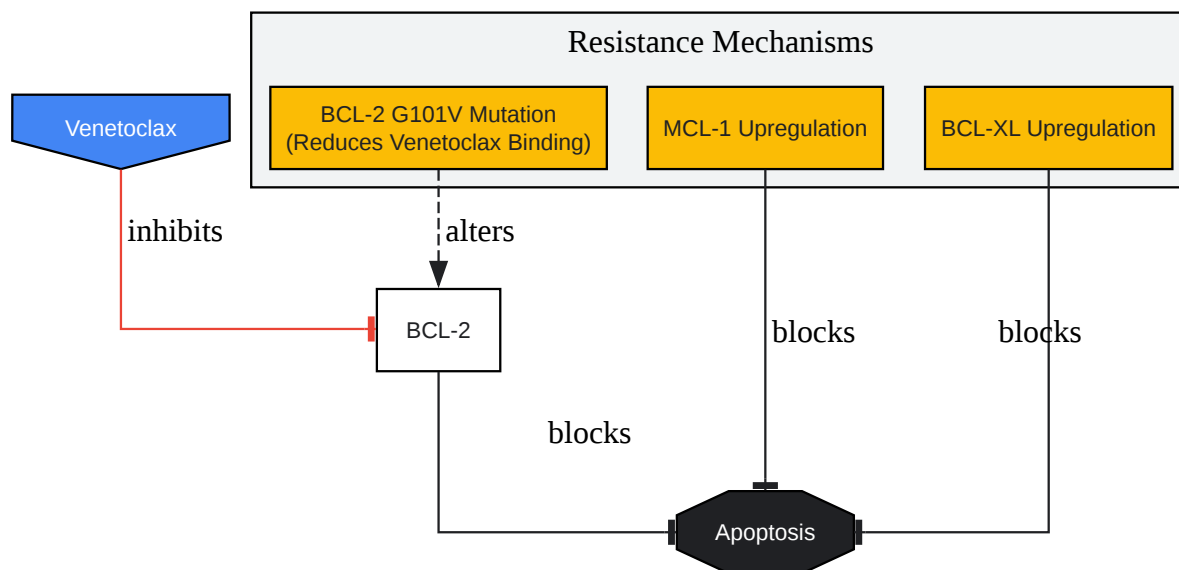 Resistance Mechanisms
Venetoclax
BCL-2 G101V Mutation
(Reduces Venetoclax Binding)
MCL-1 Upregulation
BCL-XL Upregulation
inhibits
alters
BCL-2
blocks
blocks
blocks
Apoptosis